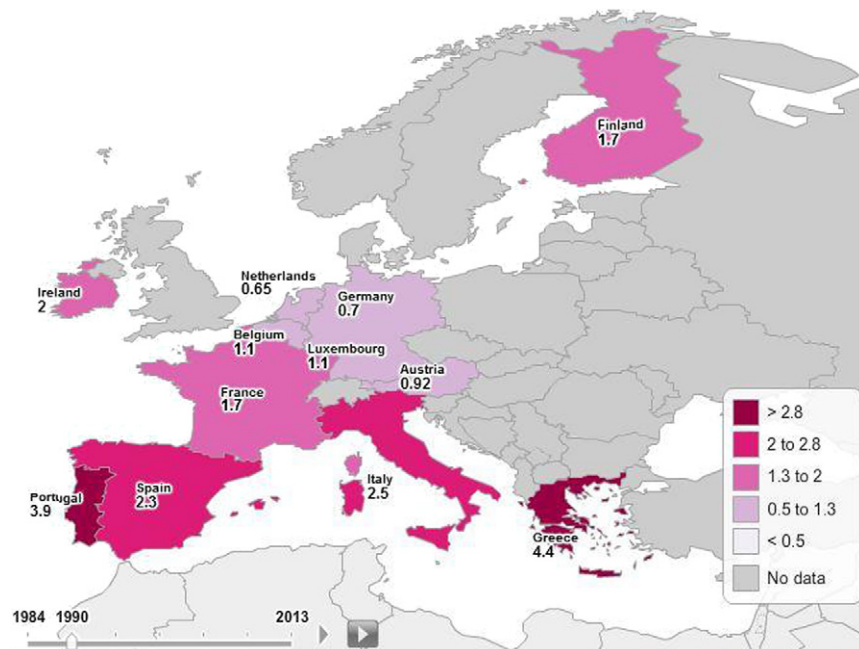 Finland
1.7
Ireland
2
Netherlands
0.65
Germany
0.7
Belgium
1.1
Luxembourg
1.1
Austria
0.92
France
1.7
Portugal
3.9
Spain
2.3
Italy
2.5
Greece
4.4
> 2.8
2 to 2.8
1.3 to 2
0.5 to 1.3
< 0.5
No data
1984 1990 2013